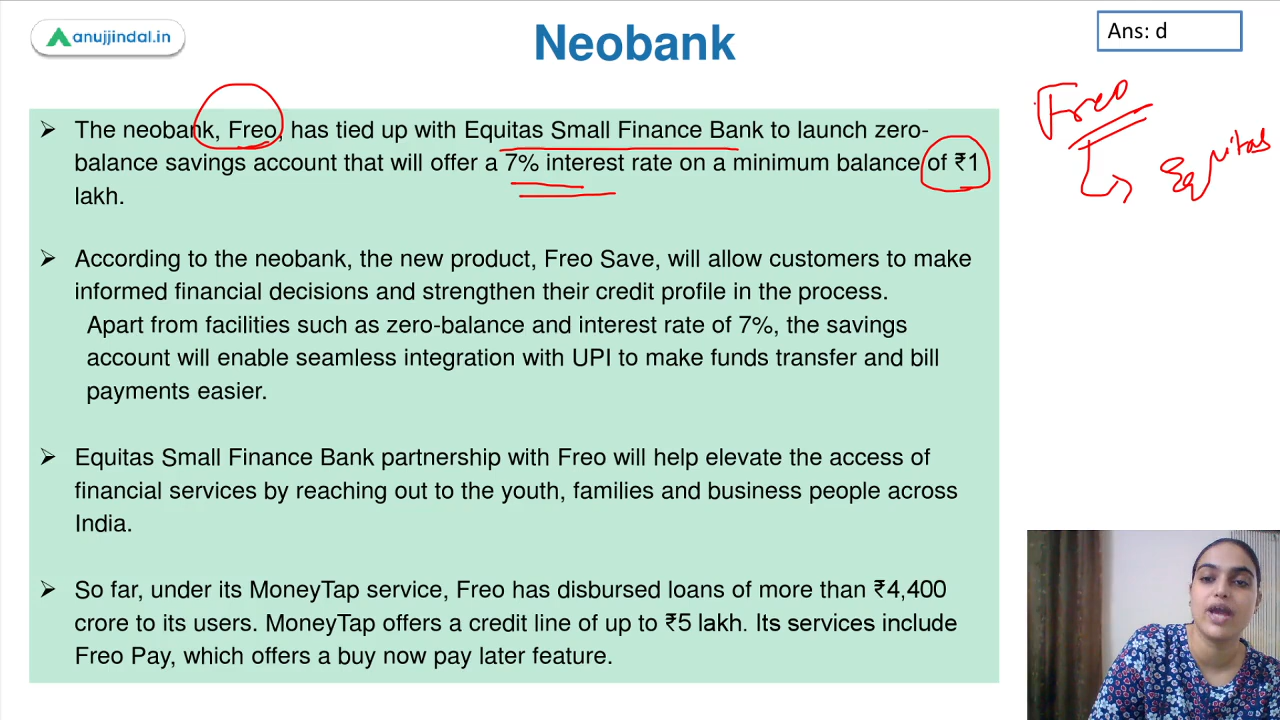 anujjindal.in
Neobank
Ans: d
➤ The neobank, Freo, has tied up with Equitas Small Finance Bank to launch zero-
balance savings account that will offer a 7% interest rate on a minimum balance of ₹1
lakh.
Freo
Equitas
➤ According to the neobank, the new product, Freo Save, will allow customers to make
informed financial decisions and strengthen their credit profile in the process.
Apart from facilities such as zero-balance and interest rate of 7%, the savings
account will enable seamless integration with UPI to make funds transfer and bill
payments easier.
➤ Equitas Small Finance Bank partnership with Freo will help elevate the access of
financial services by reaching out to the youth, families and business people across
India.
➤ So far, under its MoneyTap service, Freo has disbursed loans of more than ₹4,400
crore to its users. MoneyTap offers a credit line of up to ₹5 lakh. Its services include
Freo Pay, which offers a buy now pay later feature.